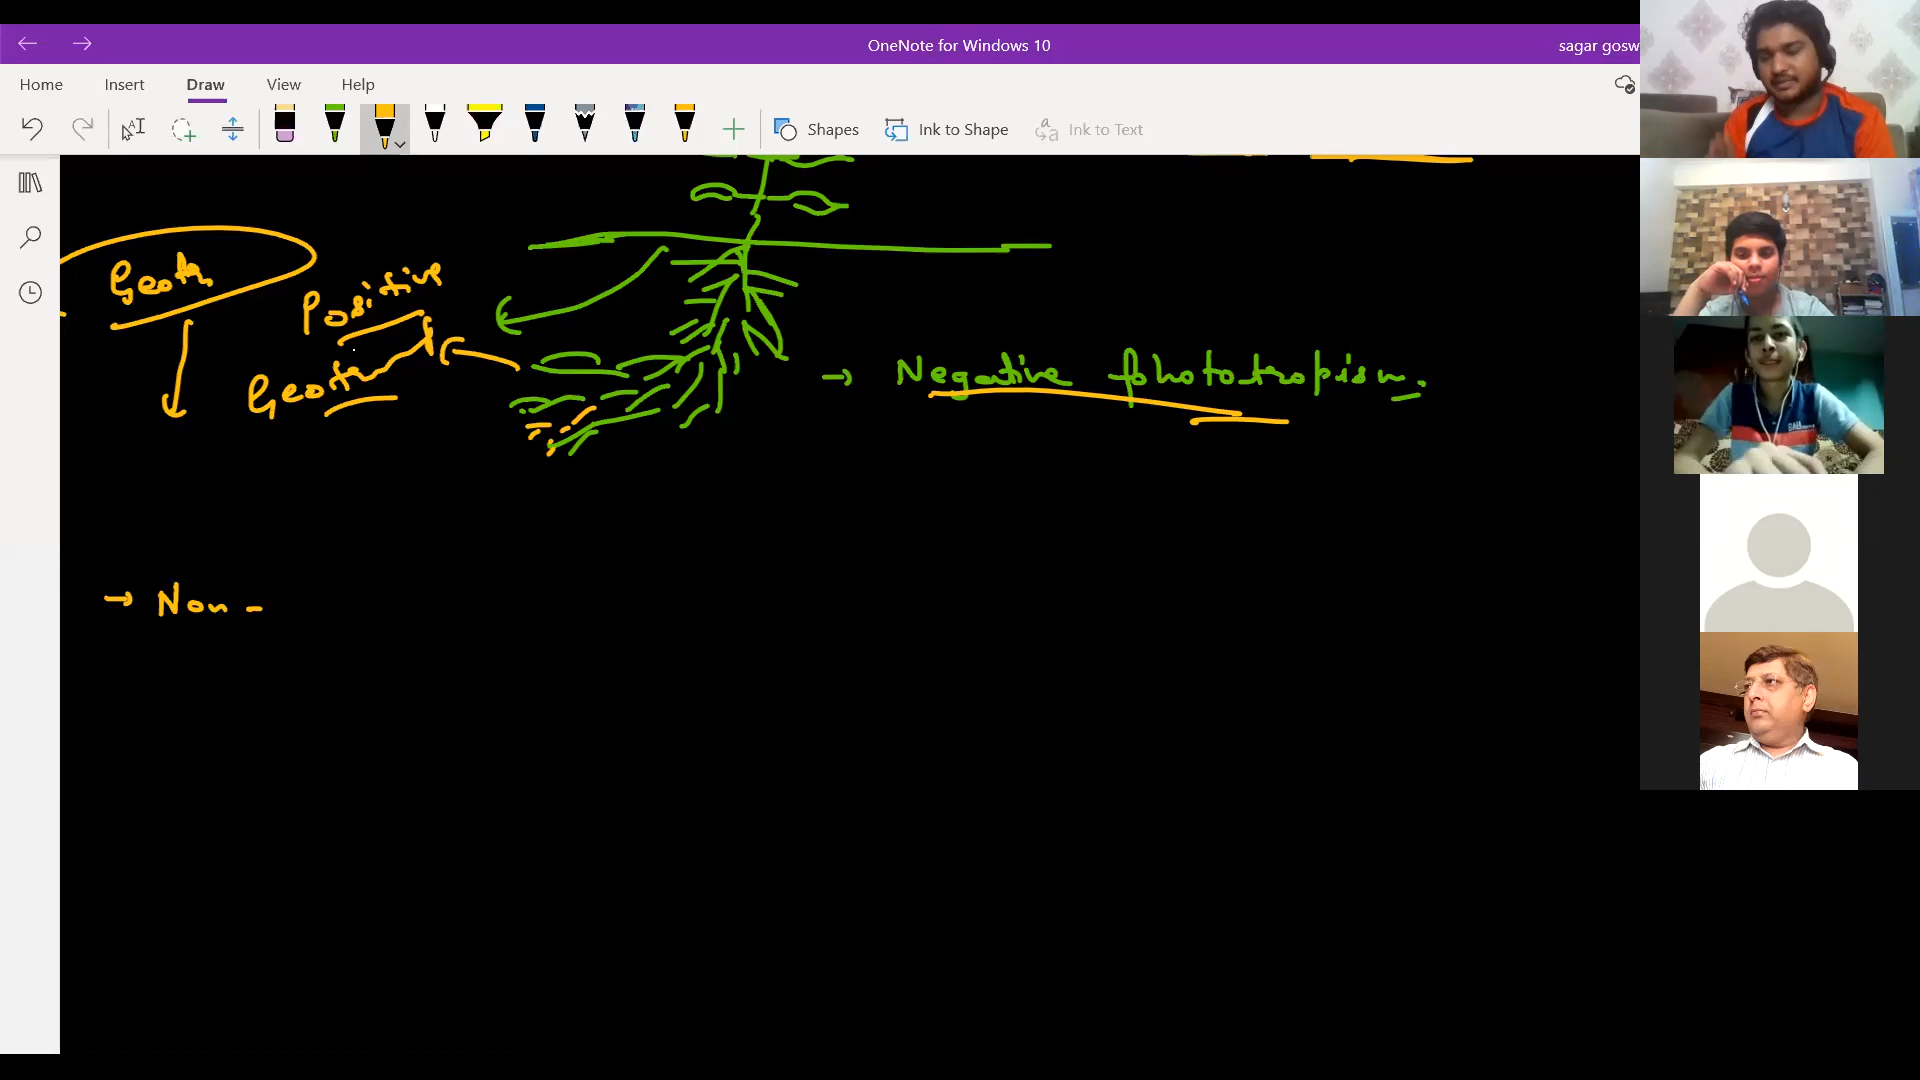 OneNote for Windows 10
sagar gosw
Home Insert Draw View Help
Shapes Ink to Shape Ink to Text
Geotr
Positive
Geotr
→ Negative phototropism.
→ Non -